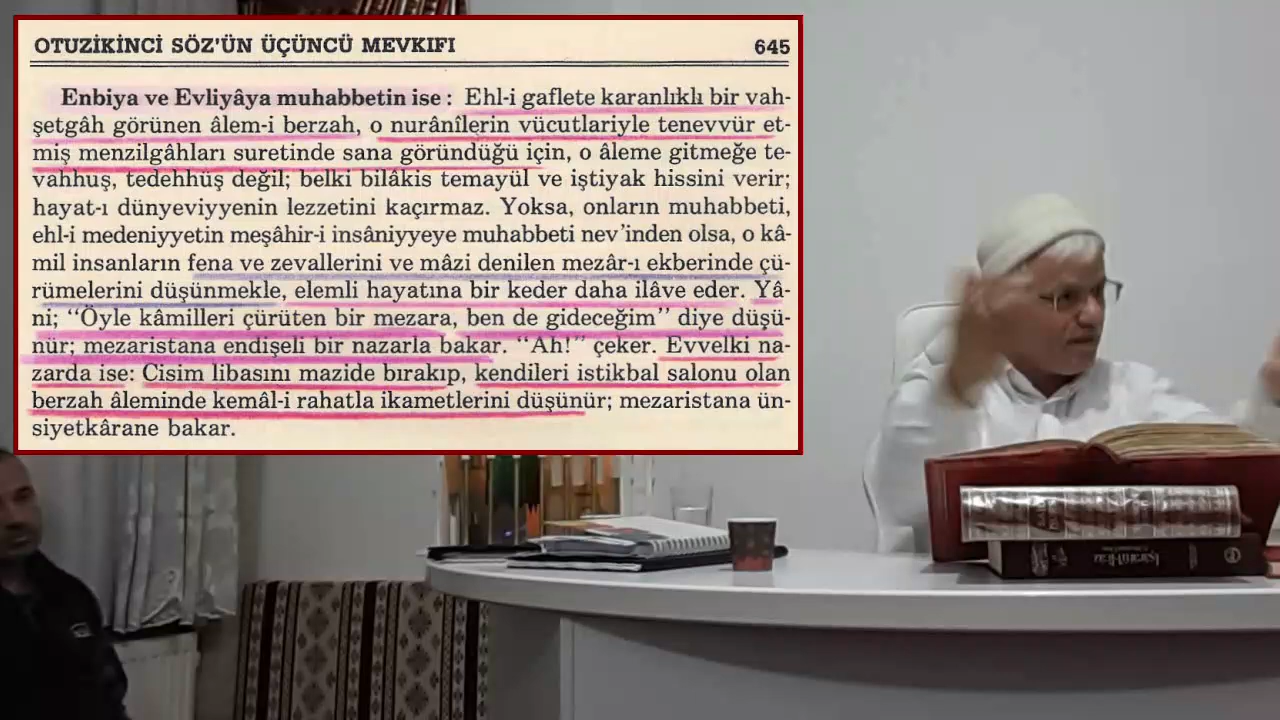 OTUZİKİNCİ SÖZ'ÜN ÜÇÜNCÜ MEVKIFI 645
Enbiya ve Evliyâya muhabbetin ise : Ehl-i gaflete karanlıklı bir vah-
şetgâh görünen âlem-i berzah, o nurânîlerin vücutlariyle tenevvür et-
miş menzilgâhları suretinde sana göründüğü için, o âleme gitmeğe te-
vahhuş, tedehhüş değil; belki bilâkis temayül ve iştiyak hissini verir;
hayat-ı dünyeviyyenin lezzetini kaçırmaz. Yoksa, onların muhabbeti,
ehl-i medeniyyetin meşâhir-i insâniyyeye muhabbeti nev'inden olsa, o kâ-
mil insanların fena ve zevallerini ve mâzi denilen mezâr-ı ekberinde çü-
rümelerini düşünmekle, elemli hayatına bir keder daha ilâve eder. Yâ-
ni; "Öyle kâmilleri çürüten bir mezara, ben de gideceğim" diye düşü-
nür; mezaristana endişeli bir nazarla bakar. "Ah!" çeker. Evvelki na-
zarda ise: Cisim libasını mazide bırakıp, kendileri istikbal salonu olan
berzah âleminde kemâl-i rahatla ikametlerini düşünür; mezaristana ün-
siyetkârane bakar.